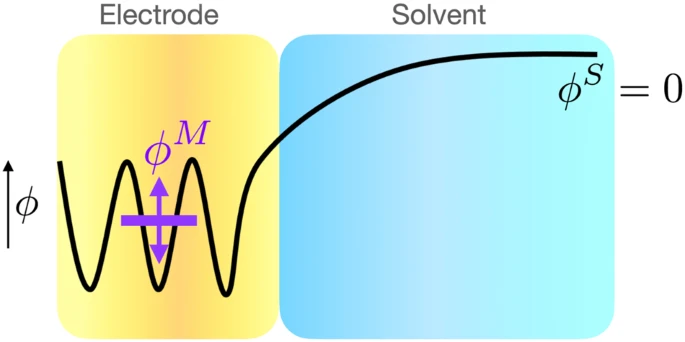 Electrode Solvent
ϕ^S = 0
ϕ^M
ϕ